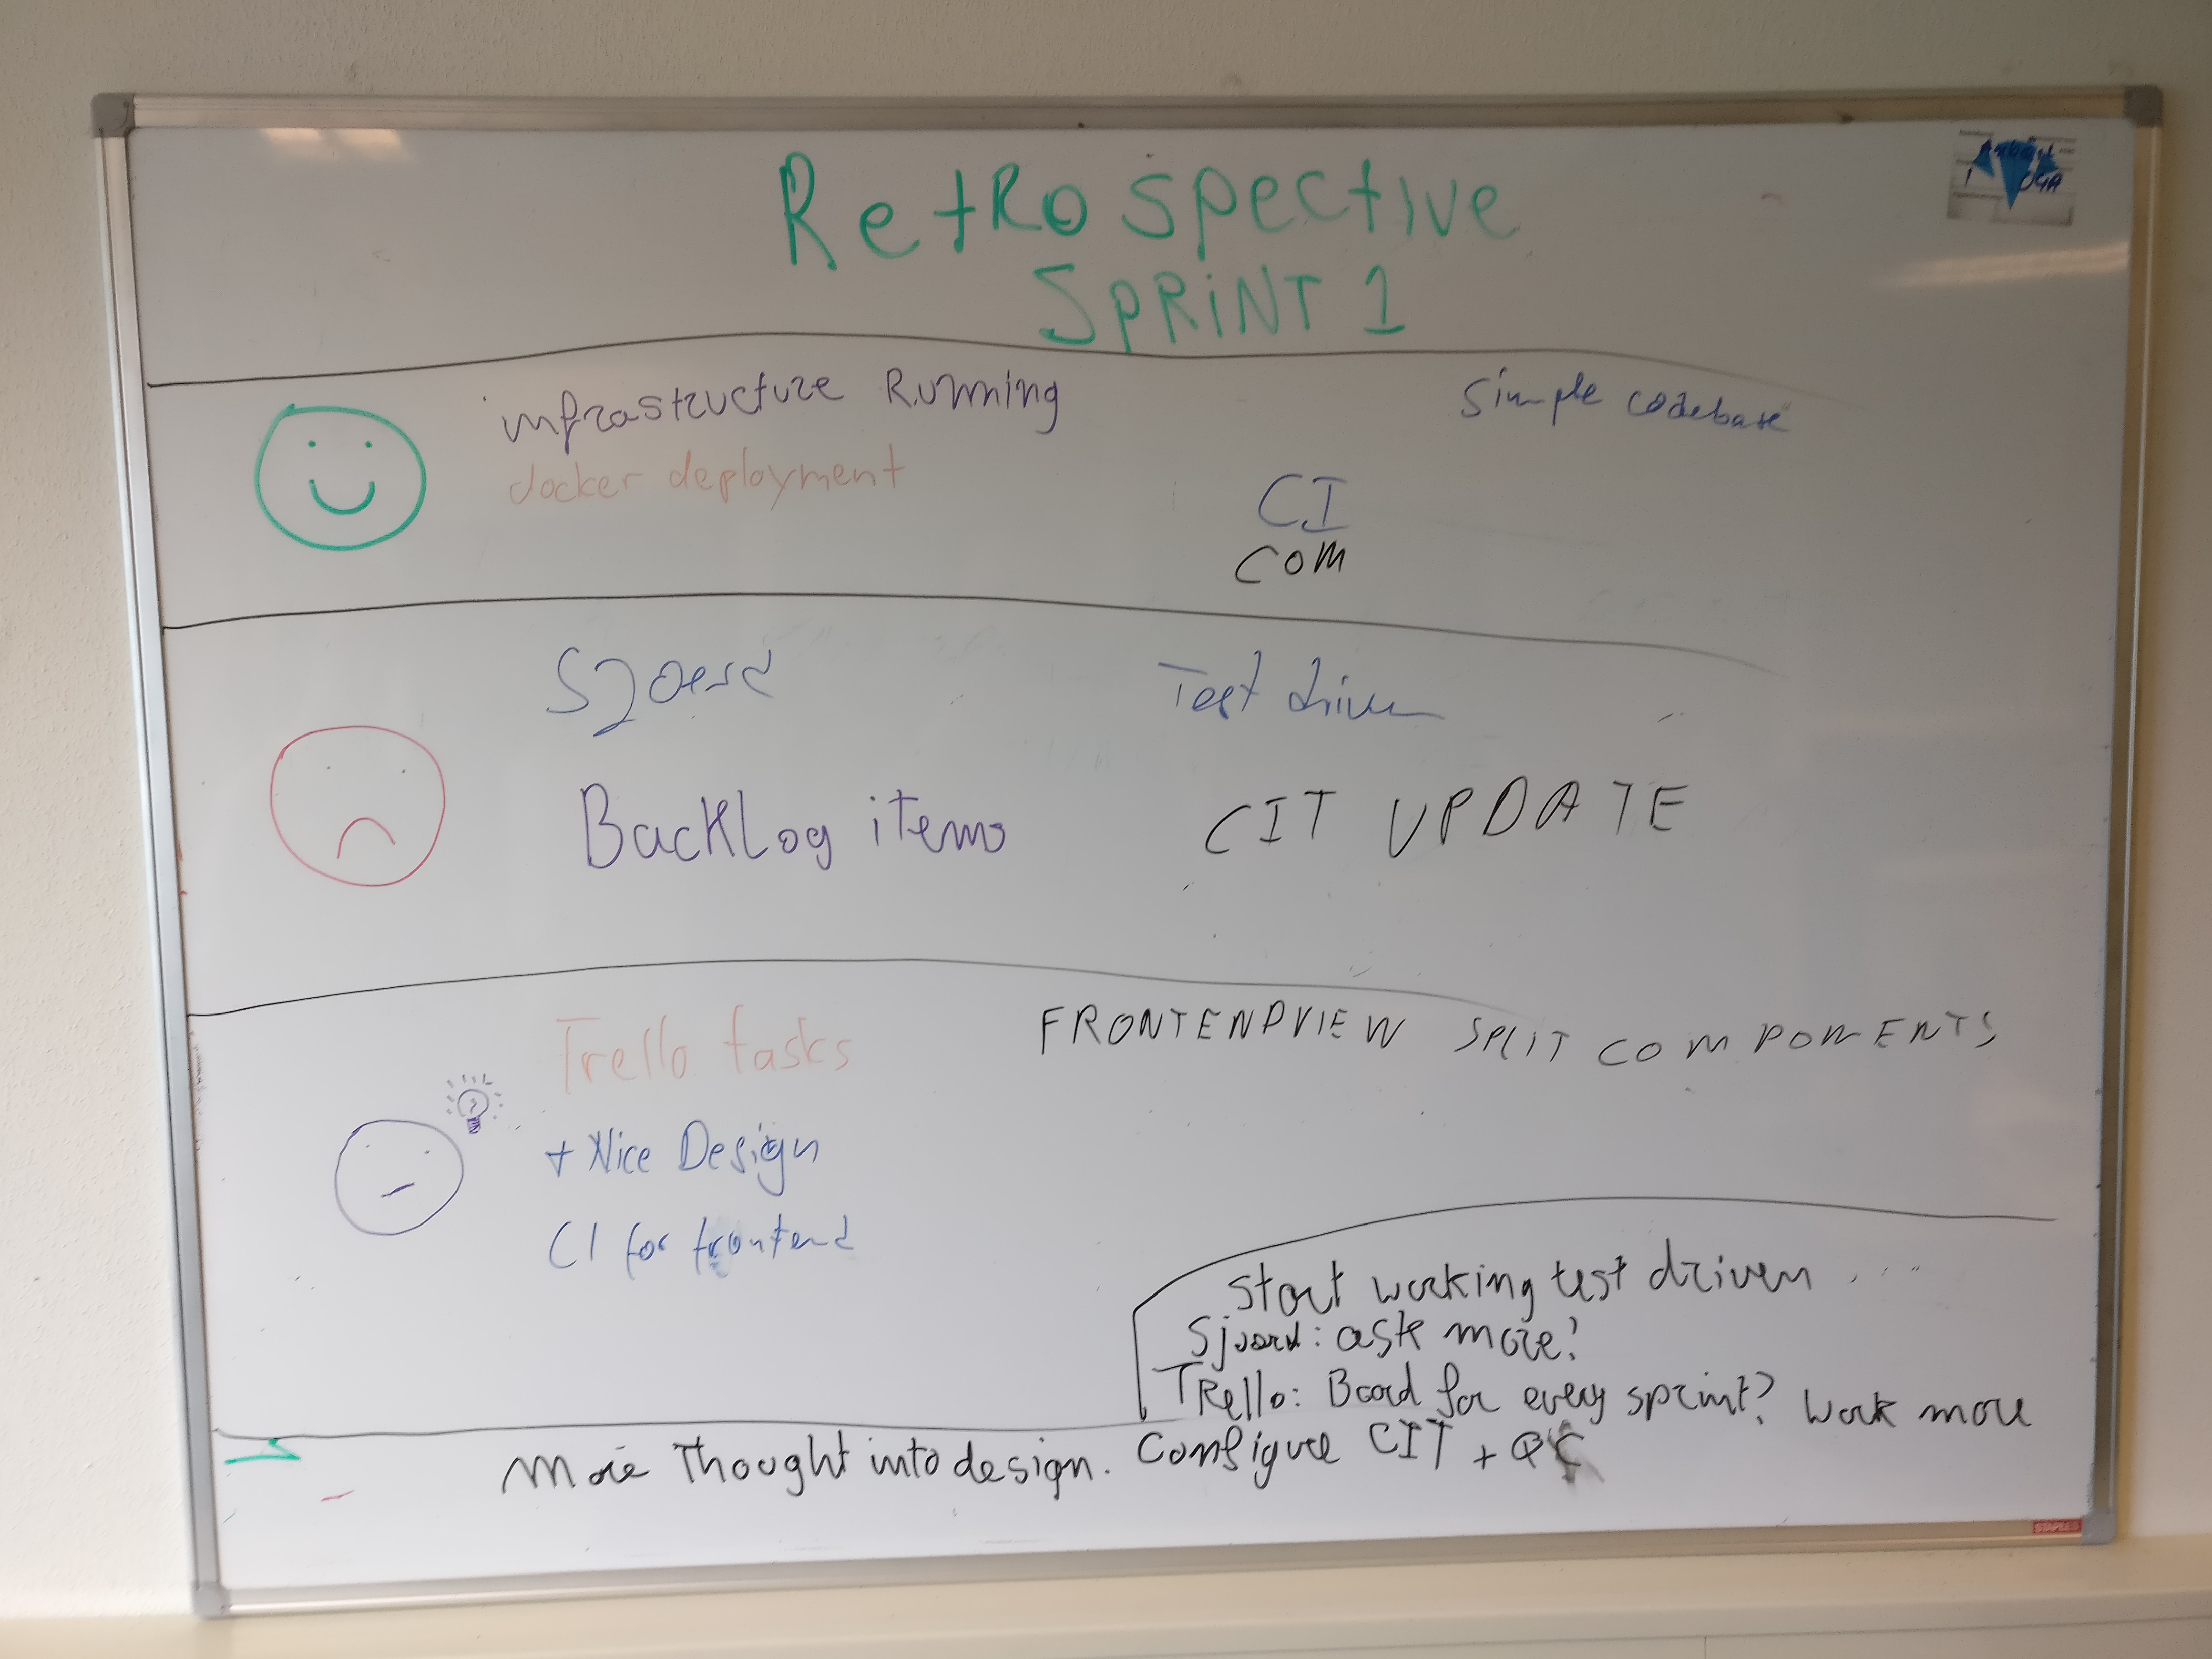 RetRospective
SPRiNT 1
infrastructure Running
simple codebase
docker deployment
CI
COM
Sjoerd
Test driven
BackLog items
CIT UPDATE
Trello tasks
FRONTENDVIEW SPLIT COMPONENTS
?
+ Nice Design
CI for frontend
Start working test driven ...
Sjoerd: ask more!
TRello: Board for every sprint? Work more
More Thought into design. Configure CIT +
STAPLES